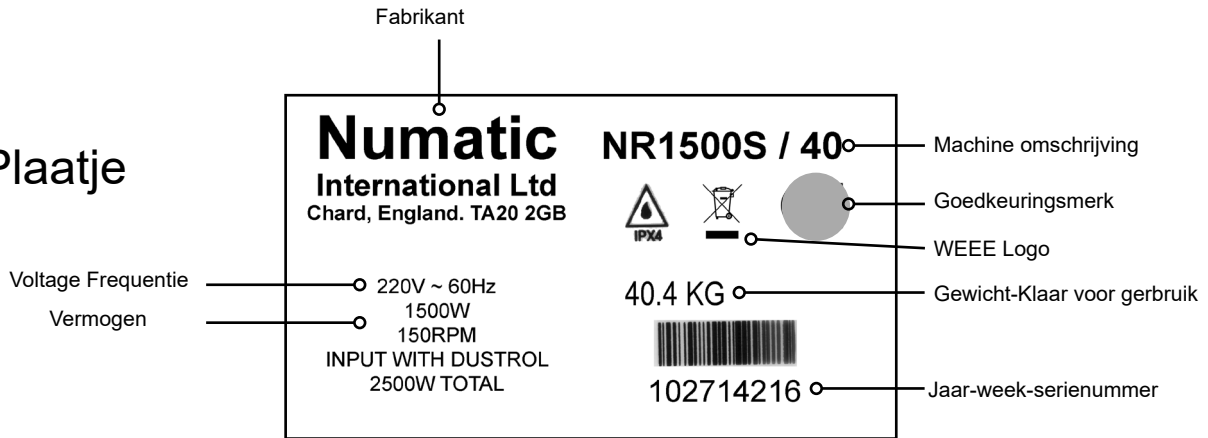 Fabrikant
Plaatje
Numatic
International Ltd
Chard, England. TA20 2GB
NR1500S / 40
Machine omschrijving
Goedkeuringsmerk
IPX4
WEEE Logo
Voltage Frequentie
220V ~ 60Hz
Vermogen
1500W
150RPM
INPUT WITH DUSTROL
2500W TOTAL
40.4 KG
Gewicht-Klaar voor gerbruik
102714216
Jaar-week-serienummer